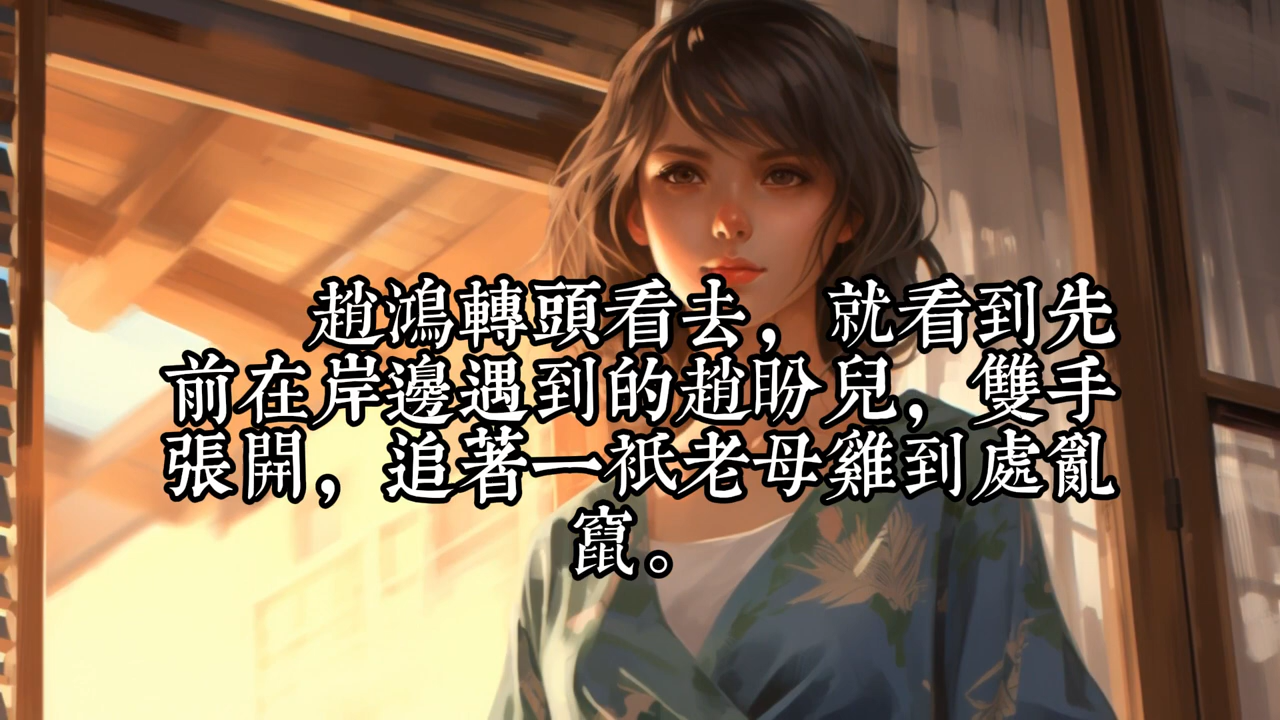 趙鴻轉頭看去，就看到先
前在岸邊遇到的趙盼兒，雙手
張開，追著一衹老母雞到處亂
竄。